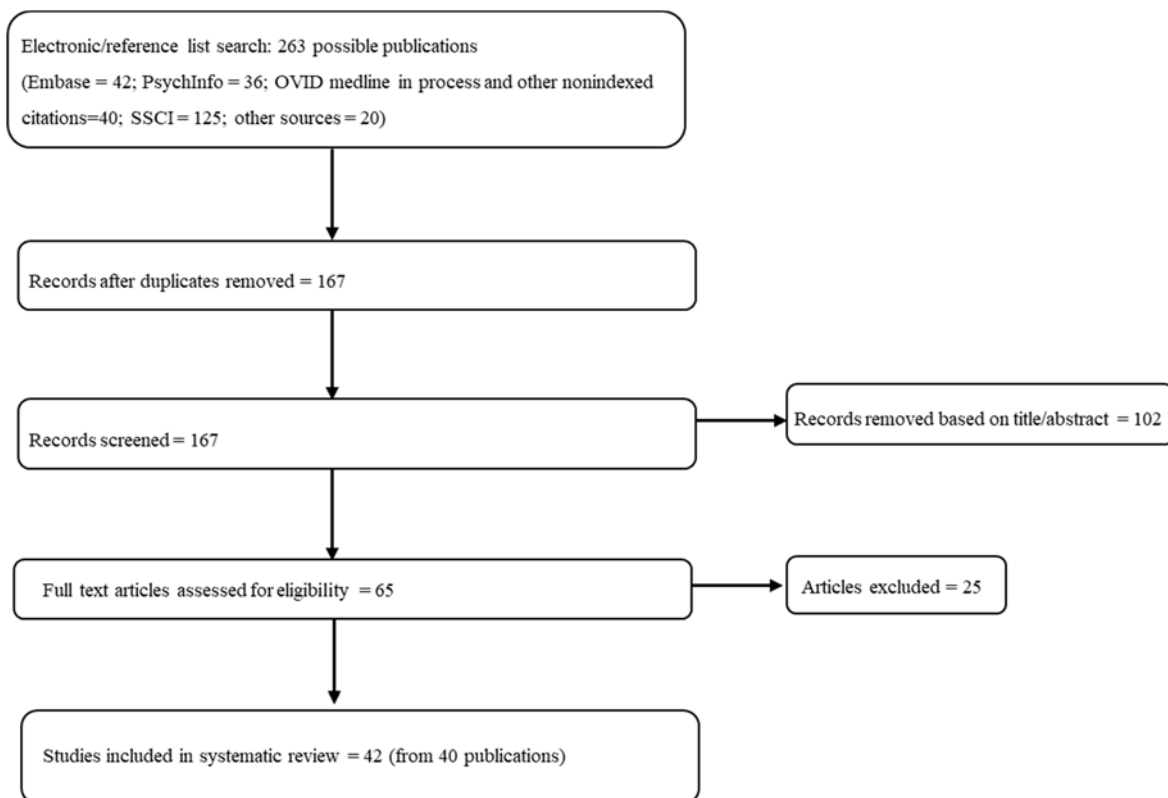 Electronic/reference list search: 263 possible publications
(Embase = 42; PsychInfo = 36; OVID medline in process and other nonindexed
citations=40; SSCI = 125; other sources = 20)
Records after duplicates removed = 167
Records screened = 167
Records removed based on title/abstract = 102
Full text articles assessed for eligibility = 65
Articles excluded = 25
Studies included in systematic review = 42 (from 40 publications)